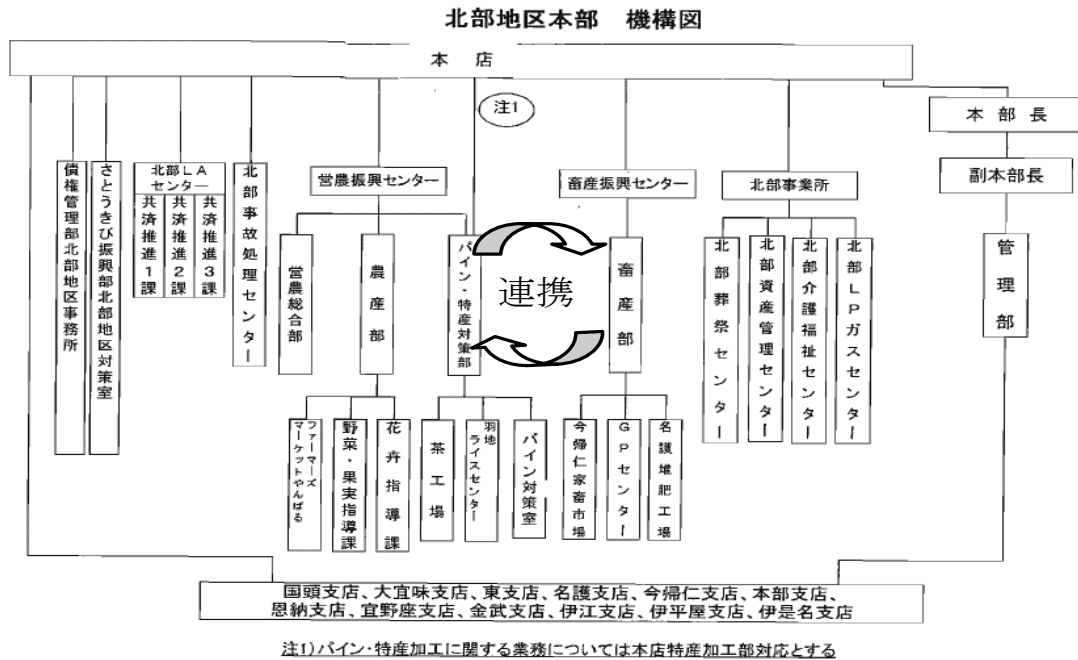 北部地区本部 機構図
本店
注1
本部長
副本部長
管理部
債権管理部北部地区事務所
さとうきび振興部北部地区対策室
北部LA
センター
共済推進1課
共済推進2課
共済推進3課
北部事故処理センター
営農振興センター
畜産振興センター
北部事業所
営農総合部
農産部
パイン・特産対策部
連携
畜産部
北部葬祭センター
北部資産管理センター
北部介護福祉センター
北部LPガスセンター
ファーマーズ
マーケットやんばる
野菜・果実指導課
花卉指導課
茶工場
羽地
ライスセンター
パイン対策室
今帰仁家畜市場
GPセンター
名護堆肥工場
国頭支店、大宜味支店、東支店、名護支店、今帰仁支店、本部支店、
恩納支店、宜野座支店、金武支店、伊江支店、伊平屋支店、伊是名支店
注1)パイン・特産加工に関する業務については本店特産加工部対応とする